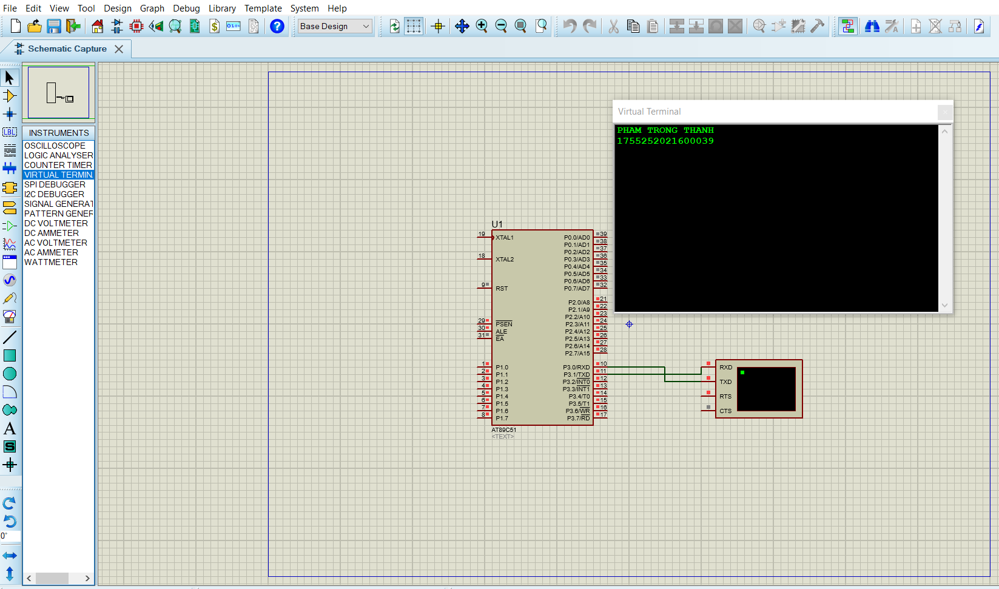 File Edit View Tool Design Graph Debug Library Template System Help
Base Design
Schematic Capture
INSTRUMENTS
OSCILLOSCOPE
LOGIC ANALYSER
COUNTER TIMER
VIRTUAL TERMIN
SPI DEBUGGER
I2C DEBUGGER
SIGNAL GENERAT
PATTERN GENER
DC VOLTMETER
DC AMMETER
AC VOLTMETER
AC AMMETER
WATTMETER
0°
Virtual Terminal
PHAM TRONG THANH
1755252021600039
U1
19 XTAL1
18 XTAL2
9 RST
29 PSEN
30 ALE
31 EA
1 P1.0
2 P1.1
3 P1.2
4 P1.3
5 P1.4
6 P1.5
7 P1.6
8 P1.7
P0.0/AD0 39
P0.1/AD1 38
P0.2/AD2 37
P0.3/AD3 36
P0.4/AD4 35
P0.5/AD5 34
P0.6/AD6 33
P0.7/AD7 32
P2.0/A8 21
P2.1/A9 22
P2.2/A10 23
P2.3/A11 24
P2.4/A12 25
P2.5/A13 26
P2.6/A14 27
P2.7/A15 28
P3.0/RXD 10
P3.1/TXD 11
P3.2/INT0 12
P3.3/INT1 13
P3.4/T0 14
P3.5/T1 15
P3.6/WR 16
P3.7/RD 17
AT89C51
<TEXT>
RXD
TXD
RTS
CTS
LBL
A
S
$
0101
?